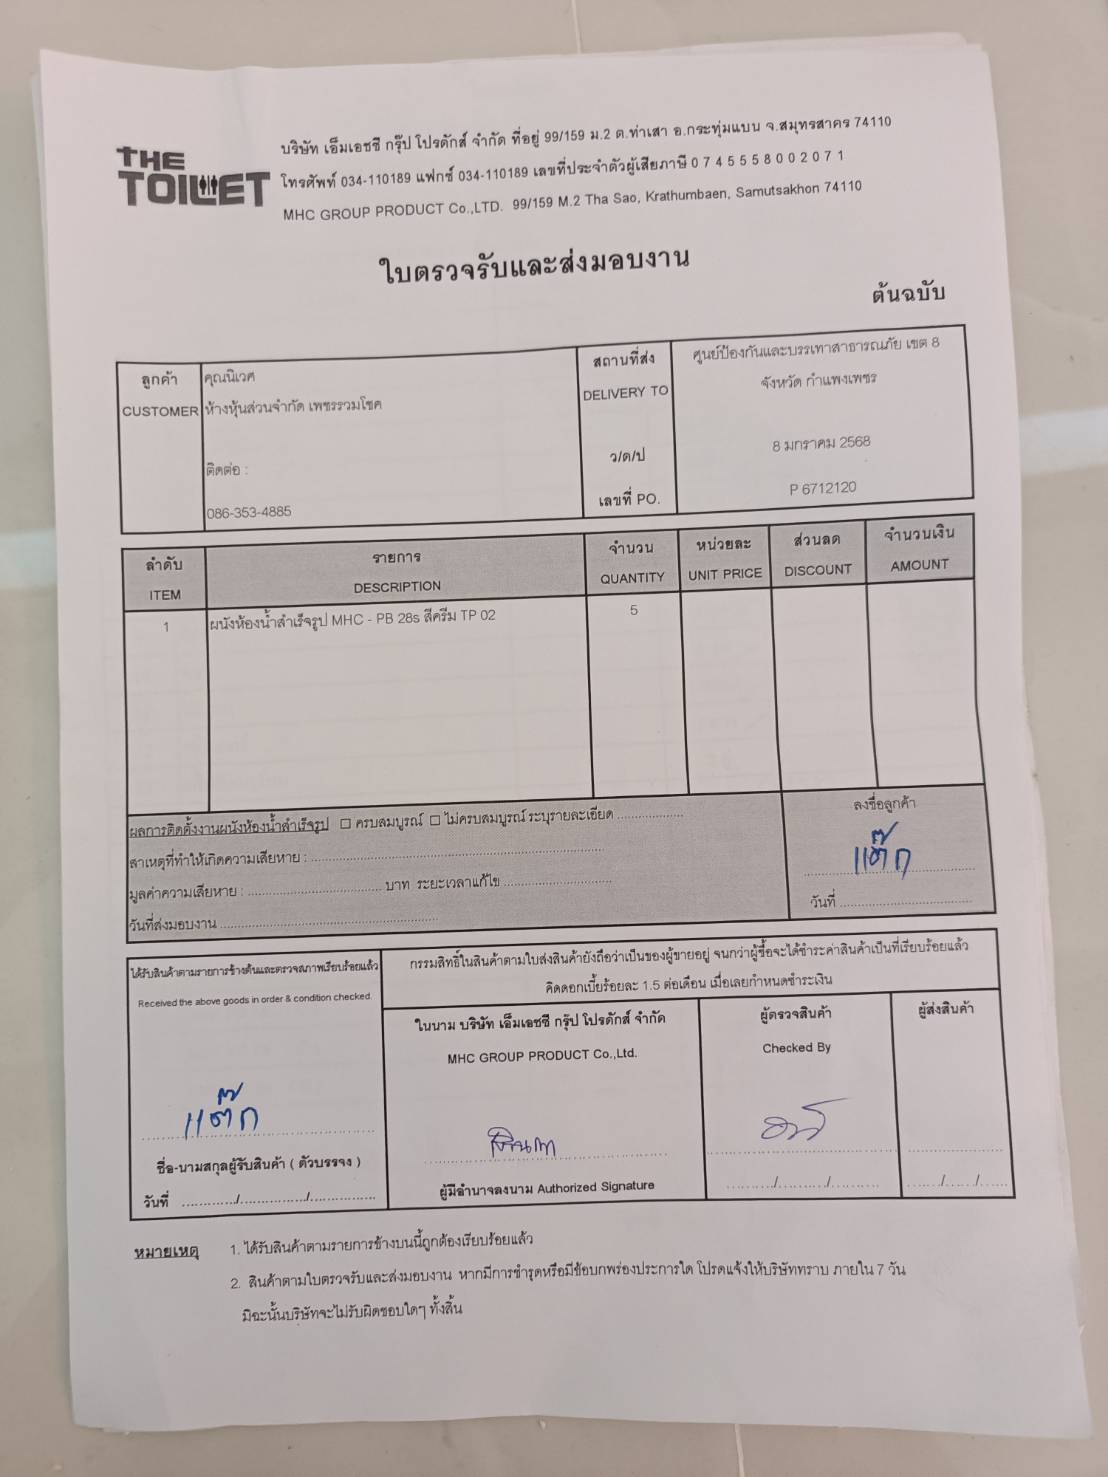 THE TOILET
บริษัท เอ็มเอชซี กรุ๊ป โปรดักส์ จำกัด ที่อยู่ 99/159 ม.2 ต.ท่าเสา อ.กระทุ่มแบน จ.สมุทรสาคร 74110
โทรศัพท์ 034-110189 แฟกซ์ 034-110189 เลขที่ประจำตัวผู้เสียภาษี 0 7 4 5 5 5 8 0 0 2 0 7 1
MHC GROUP PRODUCT Co.,LTD. 99/159 M.2 Tha Sao, Krathumbaen, Samutsakhon 74110
ใบตรวจรับและส่งมอบงาน
ต้นฉบับ
ลูกค้า คุณนิเวศ
CUSTOMER ห้างหุ้นส่วนจำกัด เพชรรวมโชค
ติดต่อ :
086-353-4885
สถานที่ส่ง ศูนย์ป้องกันและบรรเทาสาธารณภัย เขต 8
DELIVERY TO จังหวัด กำแพงเพชร
ว/ด/ป 8 มกราคม 2568
เลขที่ PO. P 6712120
ลำดับ รายการ จำนวน หน่วยละ ส่วนลด จำนวนเงิน
ITEM DESCRIPTION QUANTITY UNIT PRICE DISCOUNT AMOUNT
1 ผนังห้องน้ำสำเร็จรูป MHC - PB 28s สีครีม TP 02 5
ผลการติดตั้งงานผนังห้องน้ำสำเร็จรูป ☐ ครบสมบูรณ์ ☐ ไม่ครบสมบูรณ์ ระบุรายละเอียด ...................
สาเหตุที่ทำให้เกิดความเสียหาย : ...................
มูลค่าความเสียหาย : ................... บาท ระยะเวลาแก้ไข ...................
วันที่ส่งมอบงาน ...................
ลงชื่อลูกค้า
แต๊ก
วันที่ ...................
ได้รับสินค้าตามรายการข้างต้นและตรวจสภาพเรียบร้อยแล้ว
Received the above goods in order & condition checked.
แต๊ก
ชื่อ-นามสกุลผู้รับสินค้า ( ตัวบรรจง )
วันที่ ............/................/................
กรรมสิทธิ์ในสินค้าตามใบส่งสินค้ายังถือว่าเป็นของผู้ขายอยู่ จนกว่าผู้ซื้อจะได้ชำระค่าสินค้าเป็นที่เรียบร้อยแล้ว
คิดดอกเบี้ยร้อยละ 1.5 ต่อเดือน เมื่อเลยกำหนดชำระเงิน
ในนาม บริษัท เอ็มเอชซี กรุ๊ป โปรดักส์ จำกัด
MHC GROUP PRODUCT Co.,Ltd.
ผู้มีอำนาจลงนาม Authorized Signature
ผู้ตรวจสินค้า
Checked By
............/............/............
ผู้ส่งสินค้า
......../......../........
หมายเหตุ 1. ได้รับสินค้าตามรายการข้างบนนี้ถูกต้องเรียบร้อยแล้ว
2. สินค้าตามใบตรวจรับและส่งมอบงาน หากมีการชำรุดหรือมีข้อบกพร่องประการใด โปรดแจ้งให้บริษัททราบ ภายใน 7 วัน
มิฉะนั้นบริษัทจะไม่รับผิดชอบใดๆ ทั้งสิ้น